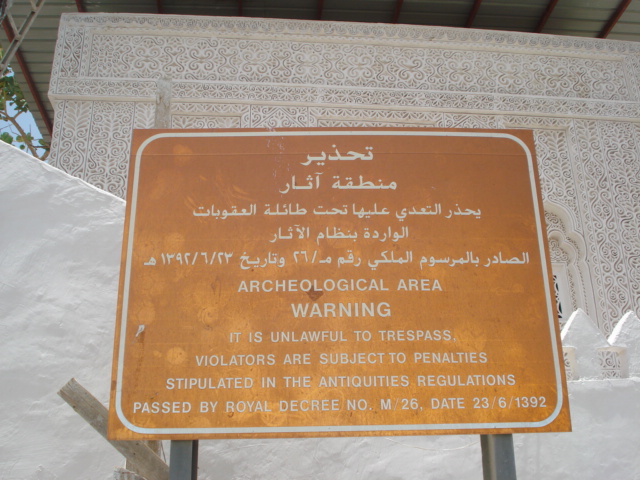 تحذير
منطقة آثار
يحذر التعدي عليها تحت طائلة العقوبات
الواردة بنظام الآثار
الصادر بالمرسوم الملكي رقم مـ/٢٦ وتاريخ ١٣٩٢/٦/٢٣ هـ
ARCHEOLOGICAL AREA
WARNING
IT IS UNLAWFUL TO TRESPASS,
VIOLATORS ARE SUBJECT TO PENALTIES
STIPULATED IN THE ANTIQUITIES REGULATIONS
PASSED BY ROYAL DECREE NO. M/26, DATE 23/6/1392